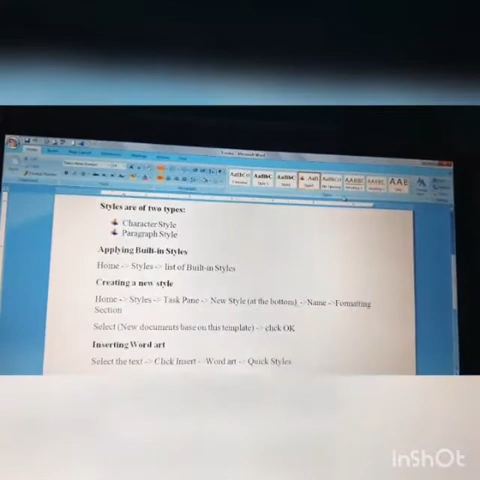 Microsoft Word
Styles are of two types:
Character Style
Paragraph Style
Applying Built-in Styles
Home -> Styles -> list of Built-in Styles
Creating a new style
Home -> Styles -> Task Pane -> New Style (at the bottom) -> Name -> Formatting
Section
Select (New documents base on this template) -> click OK
Inserting Word art
Select the text -> Click Insert -> Word art -> Quick Styles
InShOt